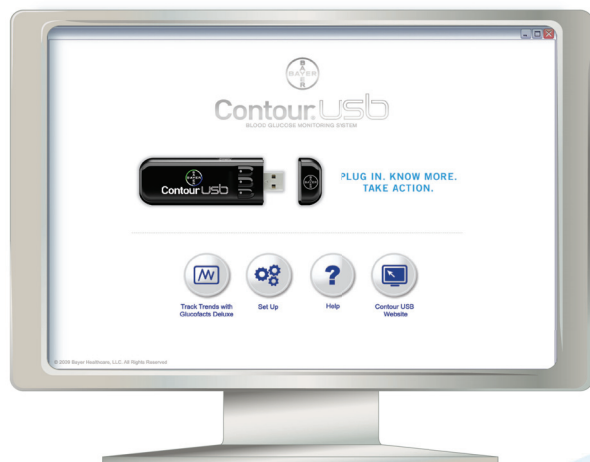 BAYER
BAYER
Contour. USb
BLOOD GLUCOSE MONITORING SYSTEM
Contour USb
PLUG IN. KNOW MORE.
TAKE ACTION.
?
Track Trends with
Glucofacts Deluxe
Set Up
Help
Contour USB
Website
© 2009 Bayer Healthcare, LLC. All Rights Reserved